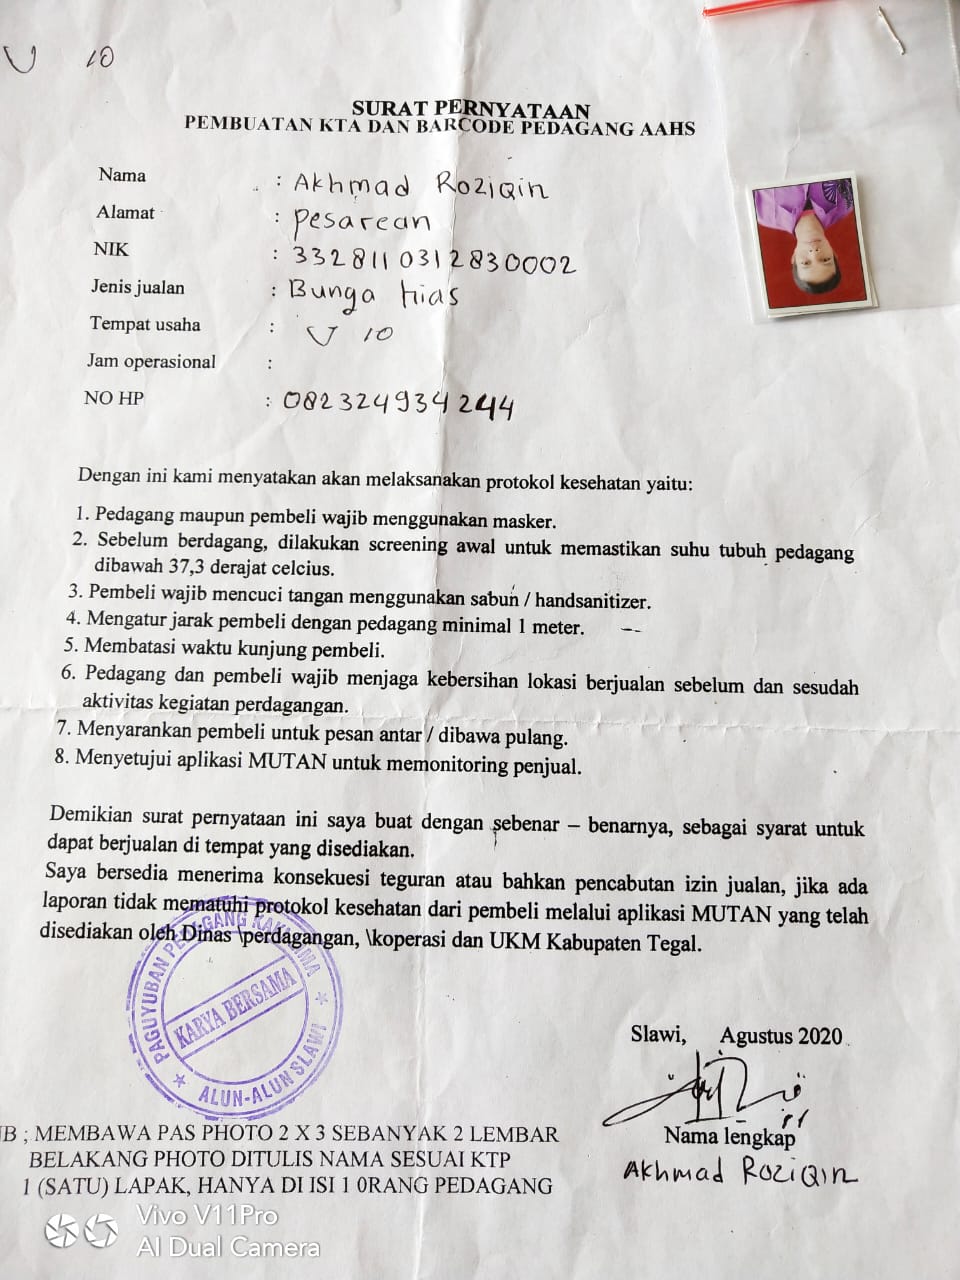 V 10
SURAT PERNYATAAN
PEMBUATAN KTA DAN BARCODE PEDAGANG AAHS
Nama : Akhmad Roziqin
Alamat : Pesarean
NIK : 3328110312830002
Jenis jualan : Bunga hias
Tempat usaha : V 10
Jam operasional :
NO HP : 082324934244
Dengan ini kami menyatakan akan melaksanakan protokol kesehatan yaitu:
1. Pedagang maupun pembeli wajib menggunakan masker.
2. Sebelum berdagang, dilakukan screening awal untuk memastikan suhu tubuh pedagang
dibawah 37,3 derajat celcius.
3. Pembeli wajib mencuci tangan menggunakan sabun / handsanitizer.
4. Mengatur jarak pembeli dengan pedagang minimal 1 meter.
5. Membatasi waktu kunjung pembeli.
6. Pedagang dan pembeli wajib menjaga kebersihan lokasi berjualan sebelum dan sesudah
aktivitas kegiatan perdagangan.
7. Menyarankan pembeli untuk pesan antar / dibawa pulang.
8. Menyetujui aplikasi MUTAN untuk memonitoring penjual.
Demikian surat pernyataan ini saya buat dengan sebenar – benarnya, sebagai syarat untuk
dapat berjualan di tempat yang disediakan.
Saya bersedia menerima konsekuesi teguran atau bahkan pencabutan izin jualan, jika ada
laporan tidak mematuhi protokol kesehatan dari pembeli melalui aplikasi MUTAN yang telah
disediakan oleh Dinas \perdagangan, \koperasi dan UKM Kabupaten Tegal.
PAGUYUBAN PEDAGANG KAKI LIMA
KARYA BERSAMA
ALUN-ALUN SLAWI
Slawi, Agustus 2020
Nama lengkap
Akhmad Roziqin
NB ; MEMBAWA PAS PHOTO 2 X 3 SEBANYAK 2 LEMBAR
BELAKANG PHOTO DITULIS NAMA SESUAI KTP
1 (SATU) LAPAK, HANYA DI ISI 1 0RANG PEDAGANG
Vivo V11Pro
AI Dual Camera